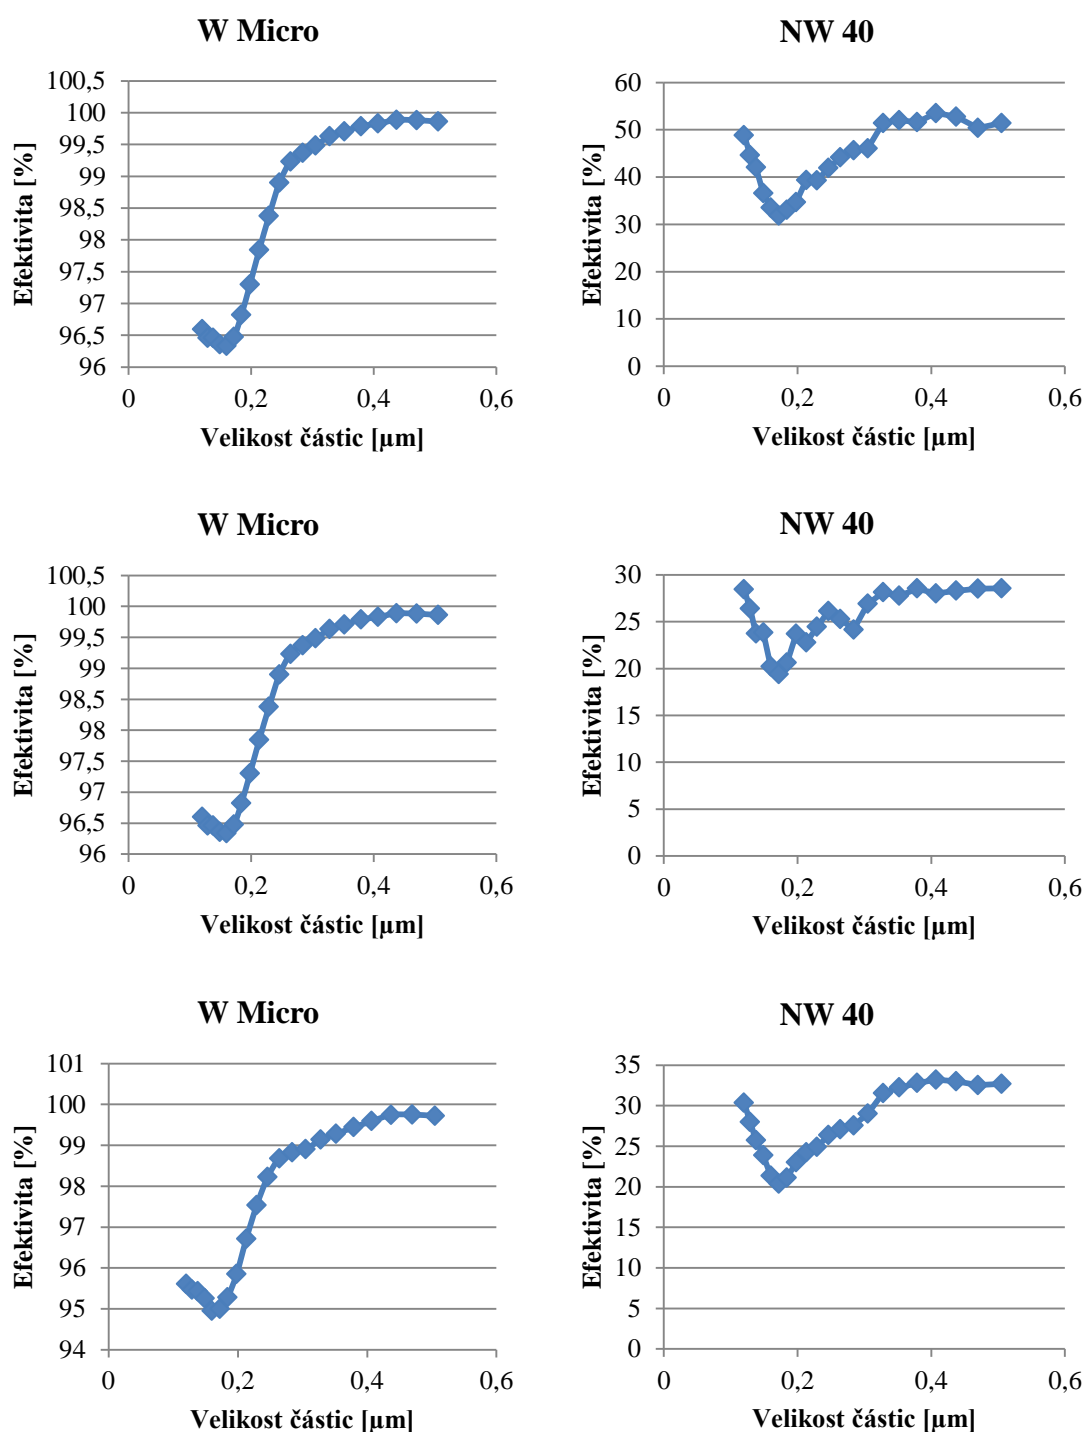 W Micro
Efektivita [%]
100,5
100
99,5
99
98,5
98
97,5
97
96,5
96
0 0,2 0,4 0,6
Velikost částic [µm]
NW 40
Efektivita [%]
60
50
40
30
20
10
0
0 0,2 0,4 0,6
Velikost částic [µm]
W Micro
Efektivita [%]
100,5
100
99,5
99
98,5
98
97,5
97
96,5
96
0 0,2 0,4 0,6
Velikost částic [µm]
NW 40
Efektivita [%]
30
25
20
15
10
5
0
0 0,2 0,4 0,6
Velikost částic [µm]
W Micro
Efektivita [%]
101
100
99
98
97
96
95
94
0 0,2 0,4 0,6
Velikost částic [µm]
NW 40
Efektivita [%]
35
30
25
20
15
10
5
0
0 0,2 0,4 0,6
Velikost částic [µm]